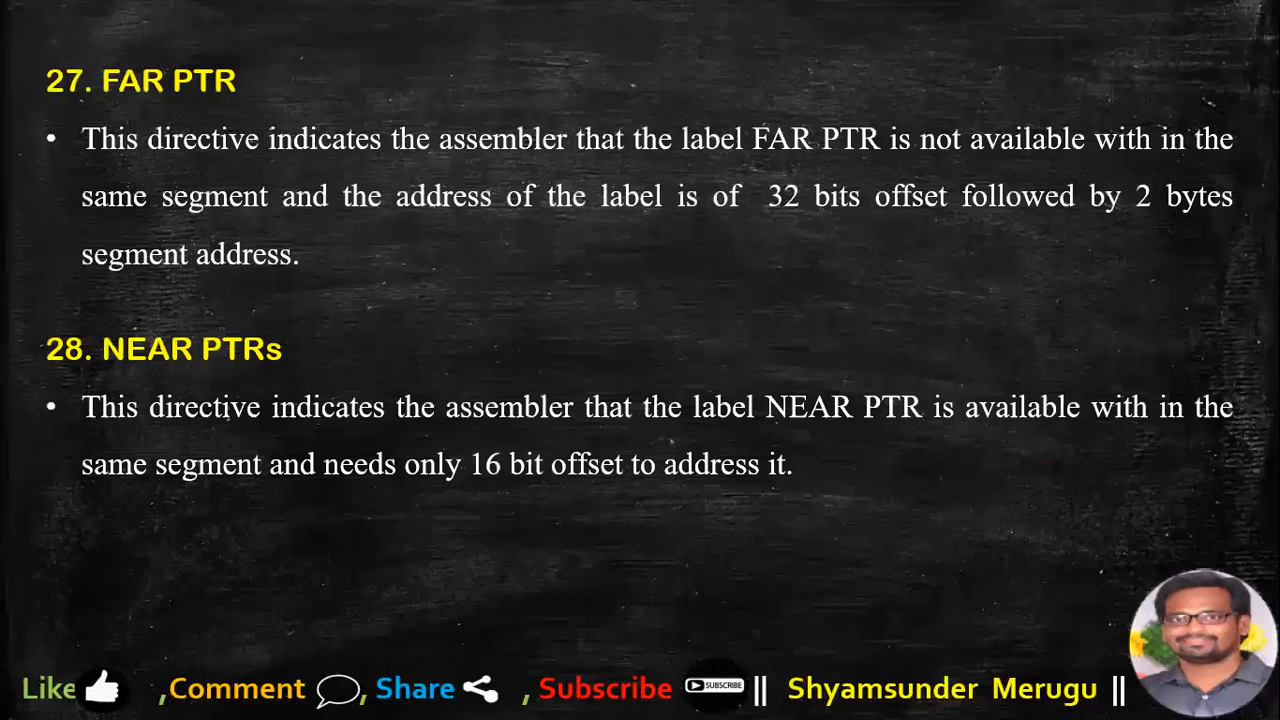 27. FAR PTR
• This directive indicates the assembler that the label FAR PTR is not available with in the
same segment and the address of the label is of 32 bits offset followed by 2 bytes
segment address.
28. NEAR PTRs
• This directive indicates the assembler that the label NEAR PTR is available with in the
same segment and needs only 16 bit offset to address it.
Like , Comment , Share , Subscribe SUBSCRIBE || Shyamsunder Merugu ||